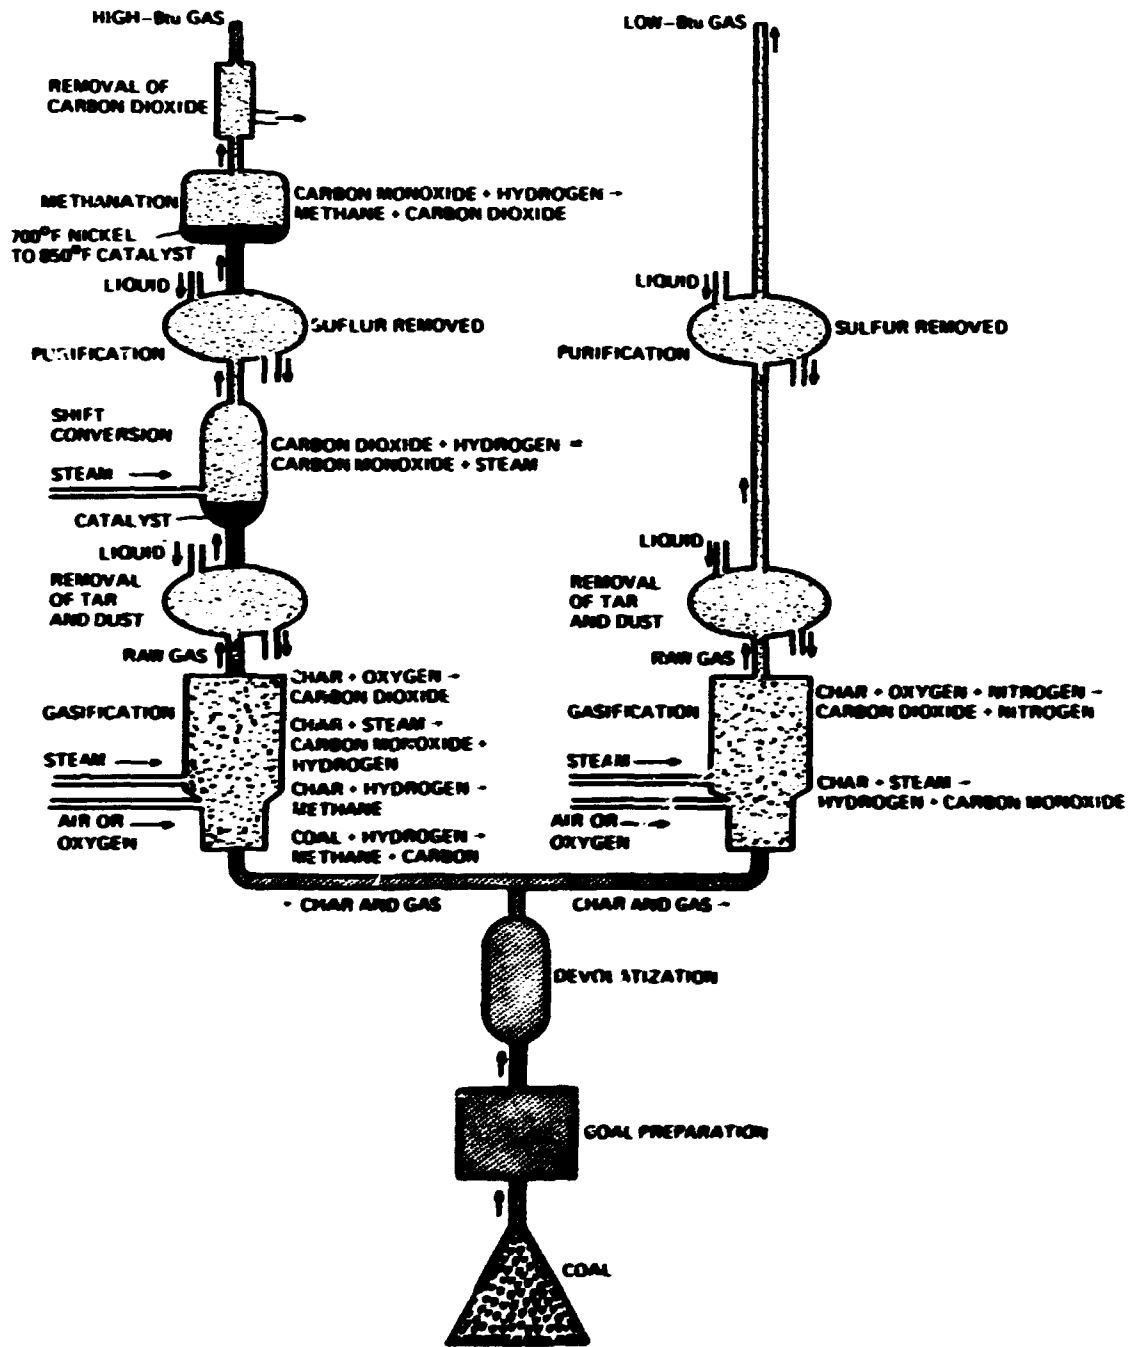 HIGH-Btu GAS
REMOVAL OF
CARBON DIOXIDE
METHANATION
CARBON MONOXIDE + HYDROGEN →
METHANE + CARBON DIOXIDE
700°F NICKEL
TO 850°F CATALYST
LIQUID
SUFLUR REMOVED
PURIFICATION
SHIFT
CONVERSION
CARBON DIOXIDE + HYDROGEN =
CARBON MONOXIDE + STEAM
STEAM
CATALYST
LIQUID
REMOVAL
OF TAR
AND DUST
RAW GAS
CHAR + OXYGEN →
CARBON DIOXIDE
GASIFICATION
CHAR + STEAM →
CARBON MONOXIDE +
HYDROGEN
STEAM
CHAR + HYDROGEN →
METHANE
AIR OR
OXYGEN
COAL + HYDROGEN →
METHANE + CARBON
← CHAR AND GAS
LOW-Btu GAS
LIQUID
SULFUR REMOVED
PURIFICATION
LIQUID
REMOVAL
OF TAR
AND DUST
RAW GAS
CHAR + OXYGEN + NITROGEN →
CARBON DIOXIDE + NITROGEN
GASIFICATION
STEAM
CHAR + STEAM →
HYDROGEN + CARBON MONOXIDE
AIR OR
OXYGEN
CHAR AND GAS →
DEVOLATIZATION
COAL PREPARATION
COAL